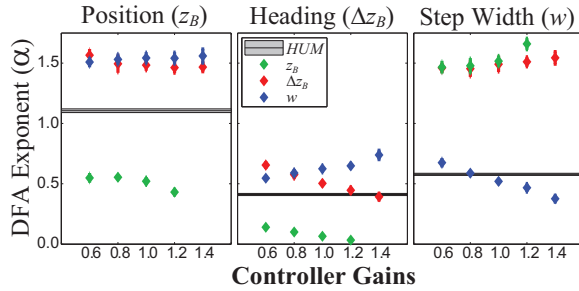 Position (z_B) Heading (Δz_B) Step Width (w)
DFA Exponent (α)
1.5
1.0
0.5
0.0
HUM
z_B
Δz_B
w
0.6 0.8 1.0 1.2 1.4 0.6 0.8 1.0 1.2 1.4 0.6 0.8 1.0 1.2 1.4
Controller Gains